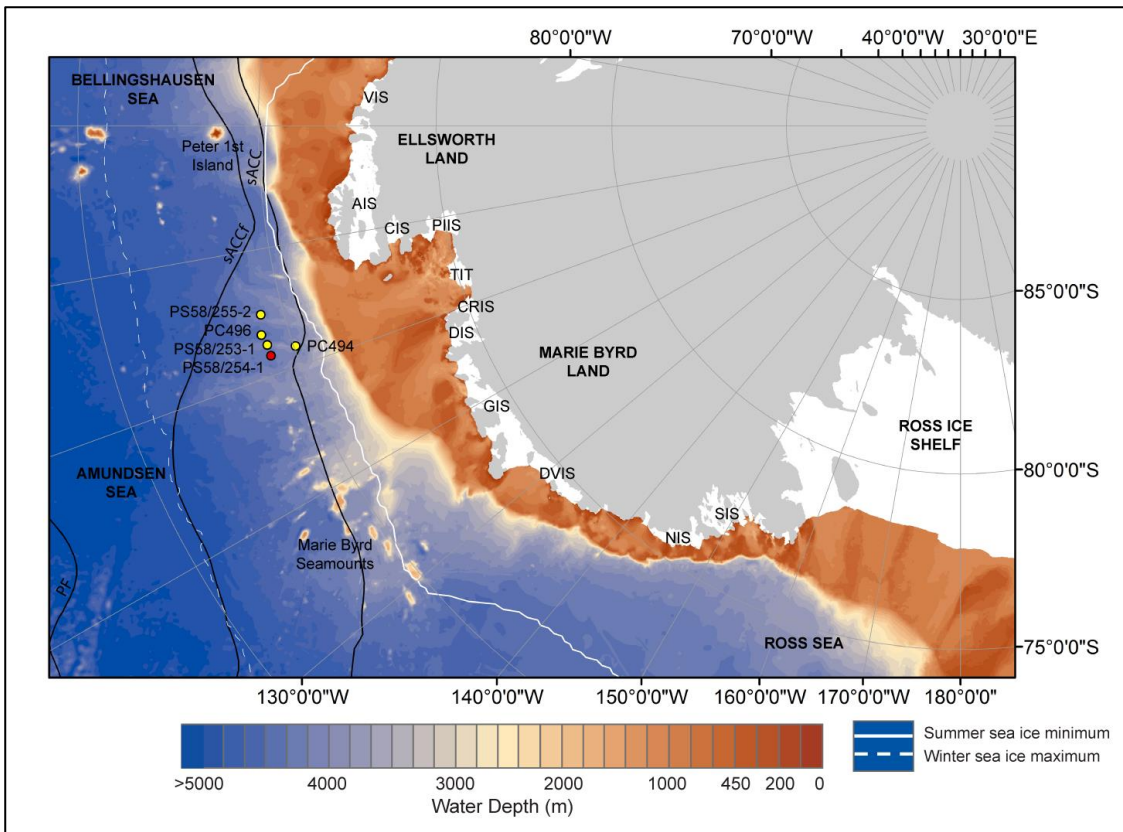 80°0'0"W
70°0'0"W
40°0'0"W
30°0'0"E
BELLINGSHAUSEN
SEA
VIS
ELLSWORTH
LAND
Peter 1st
Island
sACC
AIS
CIS
PIIS
sACCf
TIT
PS58/255-2
CRIS
85°0'0"S
PC496
DIS
PS58/253-1
PC494
PS58/254-1
MARIE BYRD
LAND
GIS
ROSS ICE
SHELF
AMUNDSEN
SEA
DVIS
80°0'0"S
SIS
NIS
Marie Byrd
Seamounts
PF
ROSS SEA
75°0'0"S
130°0'0"W
140°0'0"W
150°0'0"W
160°0'0"W
170°0'0"W
180°0'0"
>5000
4000
3000
2000
1000
450
200
0
Water Depth (m)
Summer sea ice minimum
Winter sea ice maximum